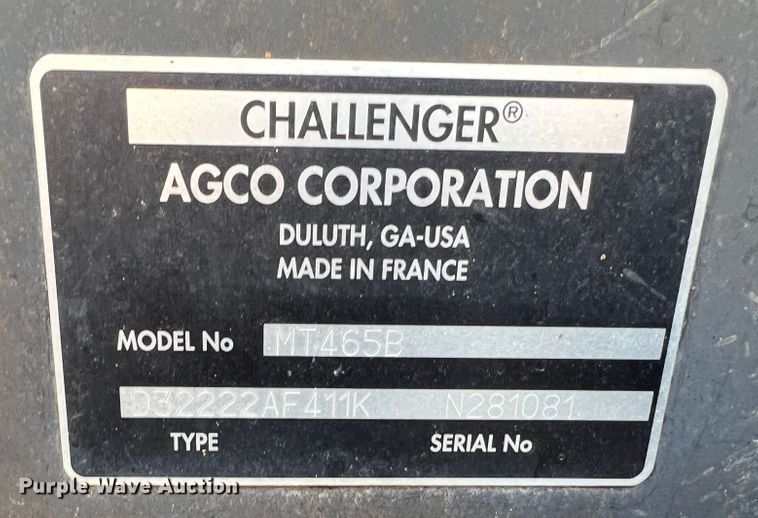 CHALLENGER®
AGCO CORPORATION
DULUTH, GA-USA
MADE IN FRANCE
MODEL No MT465B
D32222AF411K N281081
TYPE SERIAL No
Purple Wave Auction